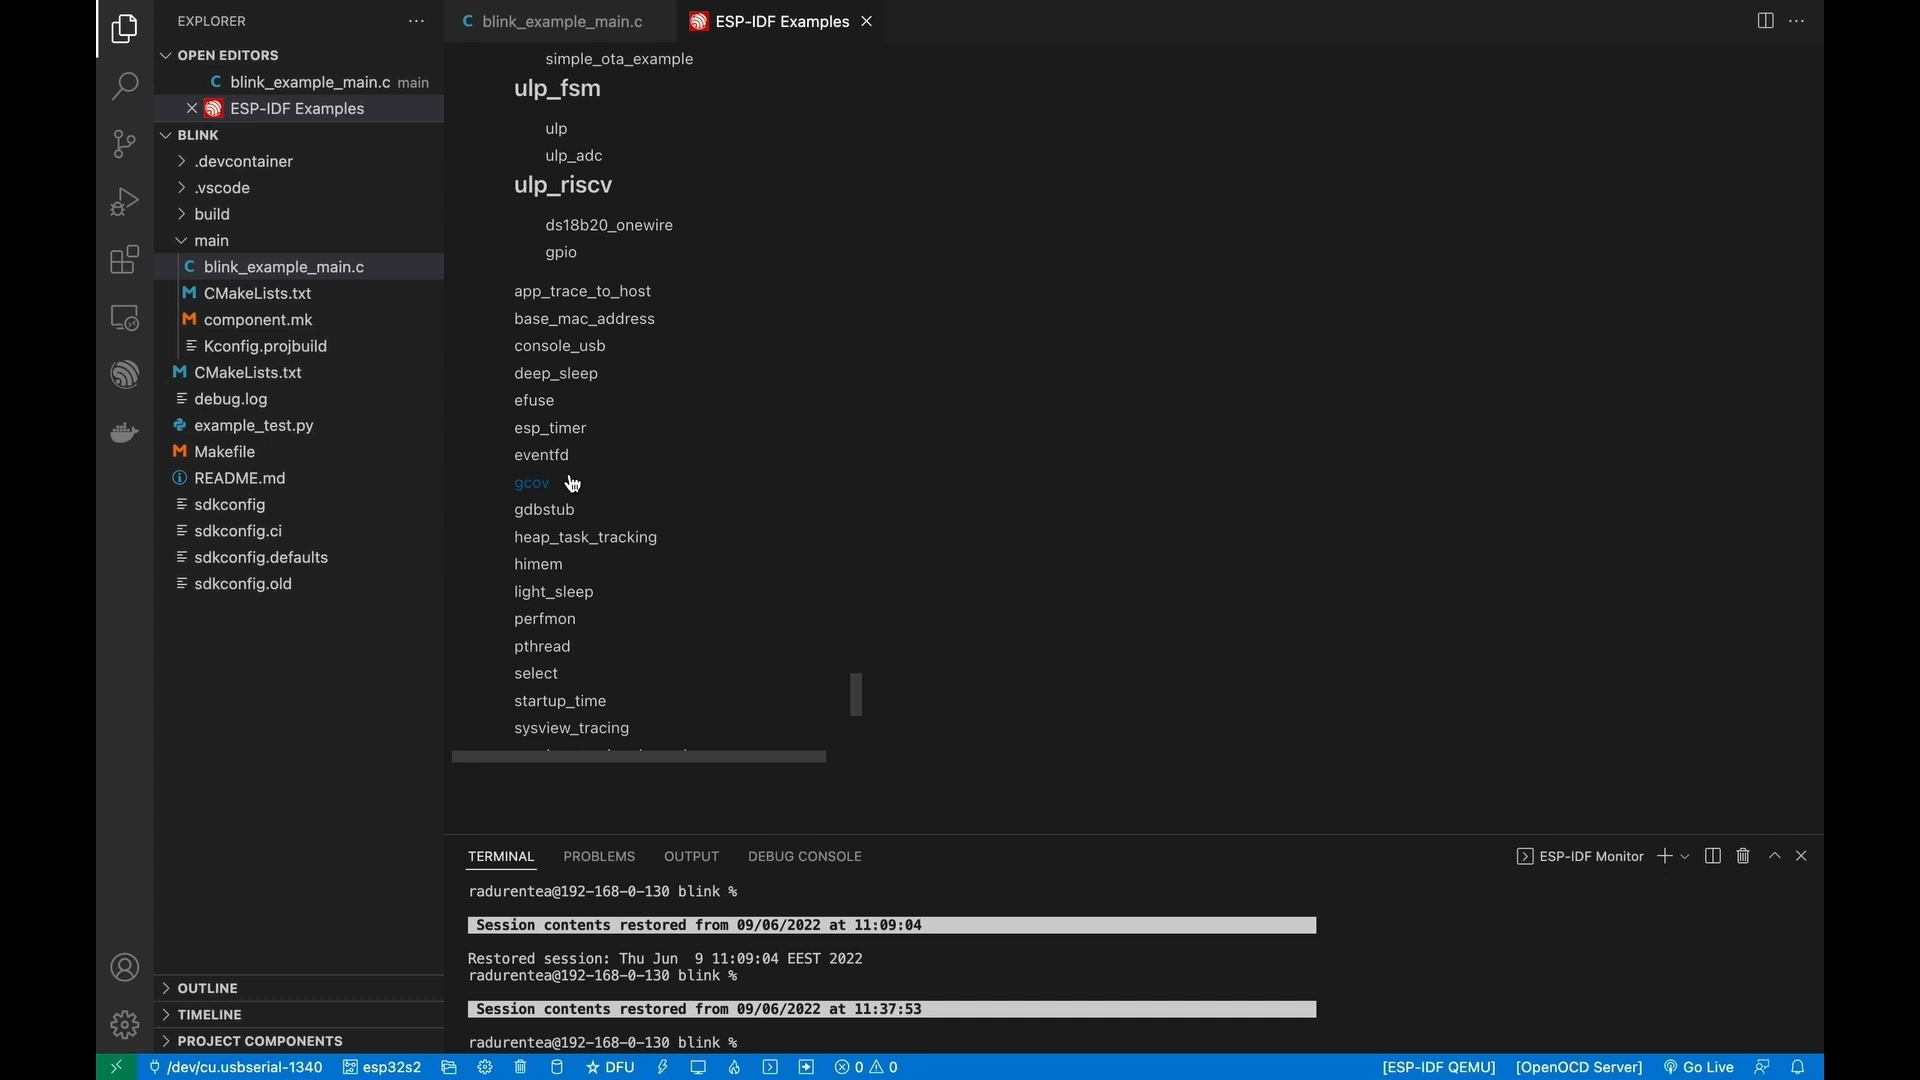 EXPLORER
OPEN EDITORS
blink_example_main.c main
ESP-IDF Examples
BLINK
.devcontainer
.vscode
build
main
blink_example_main.c
CMakeLists.txt
component.mk
Kconfig.projbuild
CMakeLists.txt
debug.log
example_test.py
Makefile
README.md
sdkconfig
sdkconfig.ci
sdkconfig.defaults
sdkconfig.old
OUTLINE
TIMELINE
PROJECT COMPONENTS
blink_example_main.c
ESP-IDF Examples
simple_ota_example
ulp_fsm
ulp
ulp_adc
ulp_riscv
ds18b20_onewire
gpio
app_trace_to_host
base_mac_address
console_usb
deep_sleep
efuse
esp_timer
eventfd
gcov
gdbstub
heap_task_tracking
himem
light_sleep
perfmon
pthread
select
startup_time
sysview_tracing
TERMINAL PROBLEMS OUTPUT DEBUG CONSOLE
ESP-IDF Monitor
radurentea@192-168-0-130 blink %
Session contents restored from 09/06/2022 at 11:09:04
Restored session: Thu Jun  9 11:09:04 EEST 2022
radurentea@192-168-0-130 blink %
Session contents restored from 09/06/2022 at 11:37:53
radurentea@192-168-0-130 blink %
/dev/cu.usbserial-1340 esp32s2 DFU 0 0 [ESP-IDF QEMU] [OpenOCD Server] Go Live